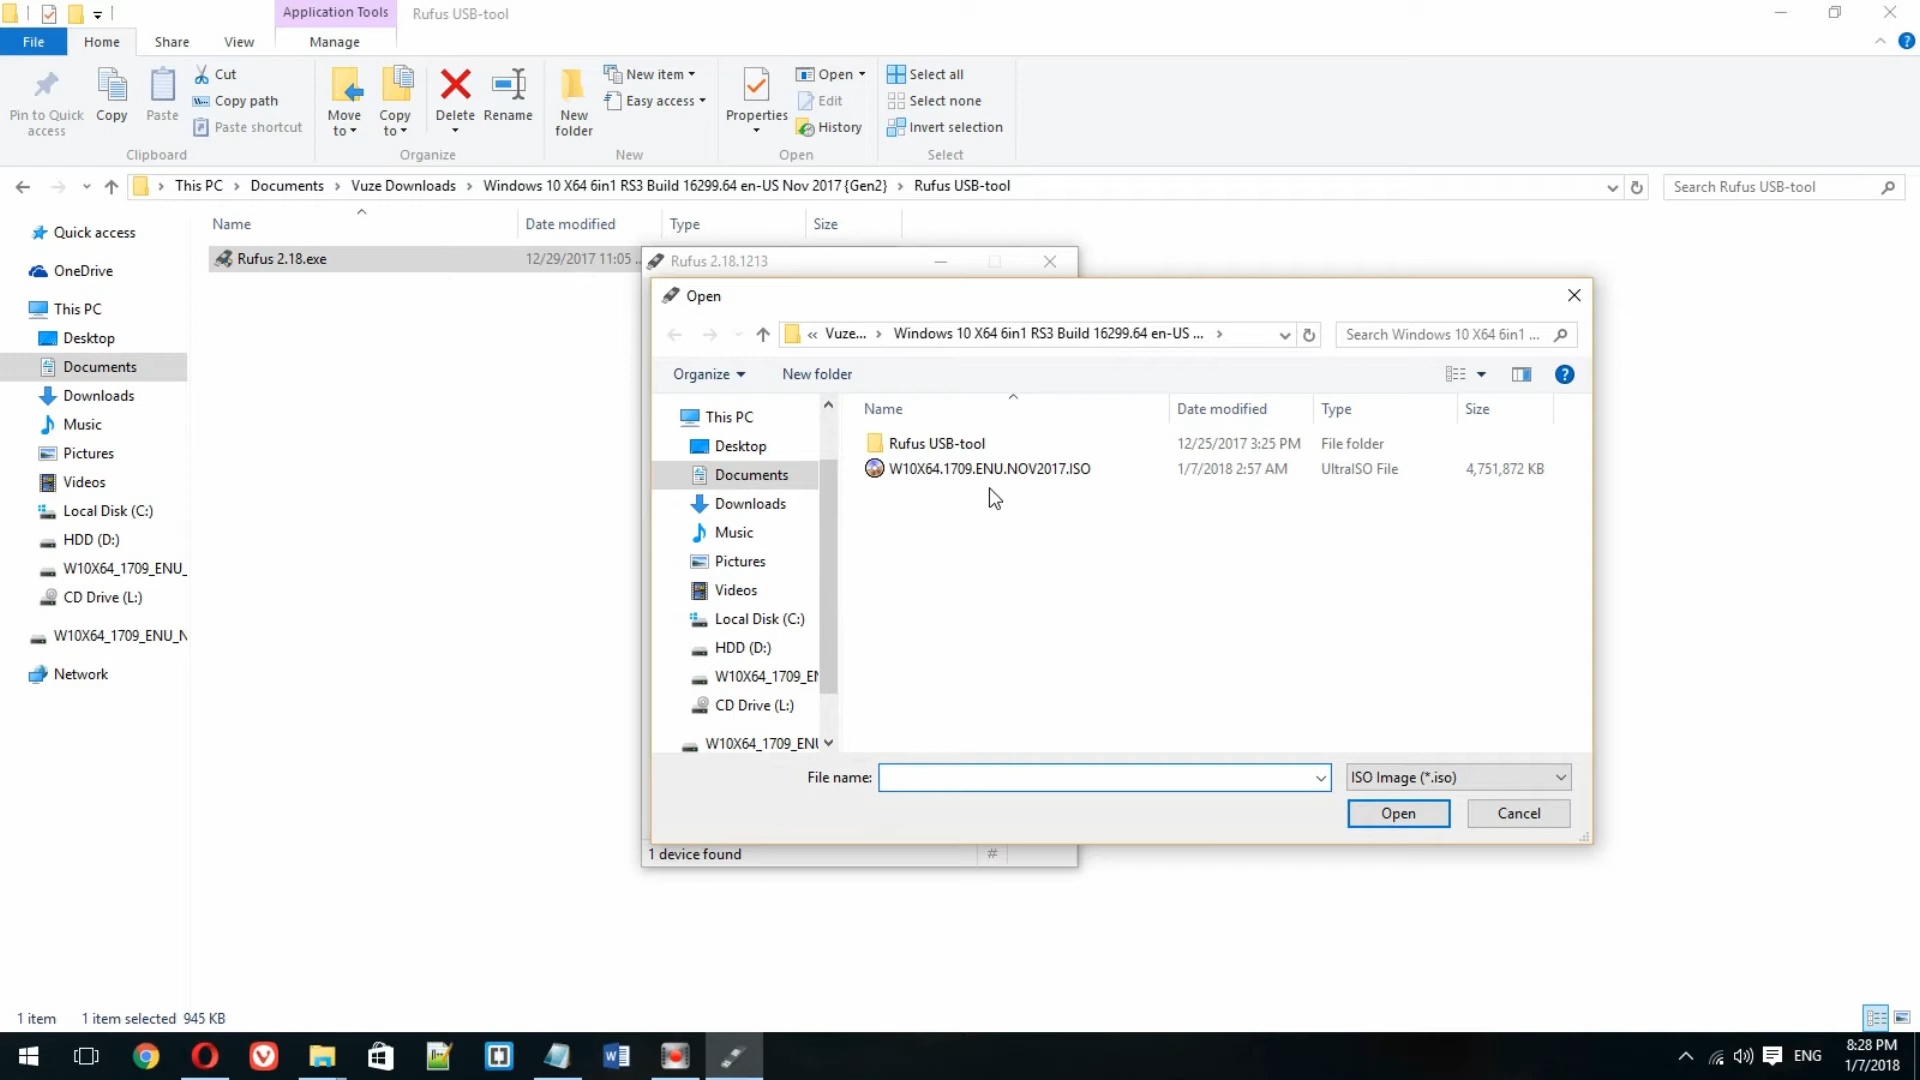 Application Tools
Rufus USB-tool
File
Home
Share
View
Manage
Pin to Quick access
Copy
Paste
Cut
Copy path
Paste shortcut
Clipboard
Move to
Copy to
Delete
Rename
Organize
New folder
New item
Easy access
New
Properties
Open
Edit
History
Open
Select all
Select none
Invert selection
Select
This PC > Documents > Vuze Downloads > Windows 10 X64 6in1 RS3 Build 16299.64 en-US Nov 2017 {Gen2} > Rufus USB-tool
Search Rufus USB-tool
Name Date modified Type Size
Rufus 2.18.exe 12/29/2017 11:05 ...
Quick access
OneDrive
This PC
Desktop
Documents
Downloads
Music
Pictures
Videos
Local Disk (C:)
HDD (D:)
W10X64_1709_ENU_
CD Drive (L:)
W10X64_1709_ENU_N
Network
Rufus 2.18.1213
Open
« Vuze... > Windows 10 X64 6in1 RS3 Build 16299.64 en-US ... >
Search Windows 10 X64 6in1 ...
Organize
New folder
Name Date modified Type Size
Rufus USB-tool 12/25/2017 3:25 PM File folder
W10X64.1709.ENU.NOV2017.ISO 1/7/2018 2:57 AM UltraISO File 4,751,872 KB
This PC
Desktop
Documents
Downloads
Music
Pictures
Videos
Local Disk (C:)
HDD (D:)
W10X64_1709_EN
CD Drive (L:)
W10X64_1709_ENU
File name:
ISO Image (*.iso)
Open
Cancel
1 device found
#
1 item 1 item selected 945 KB
ENG
8:28 PM
1/7/2018